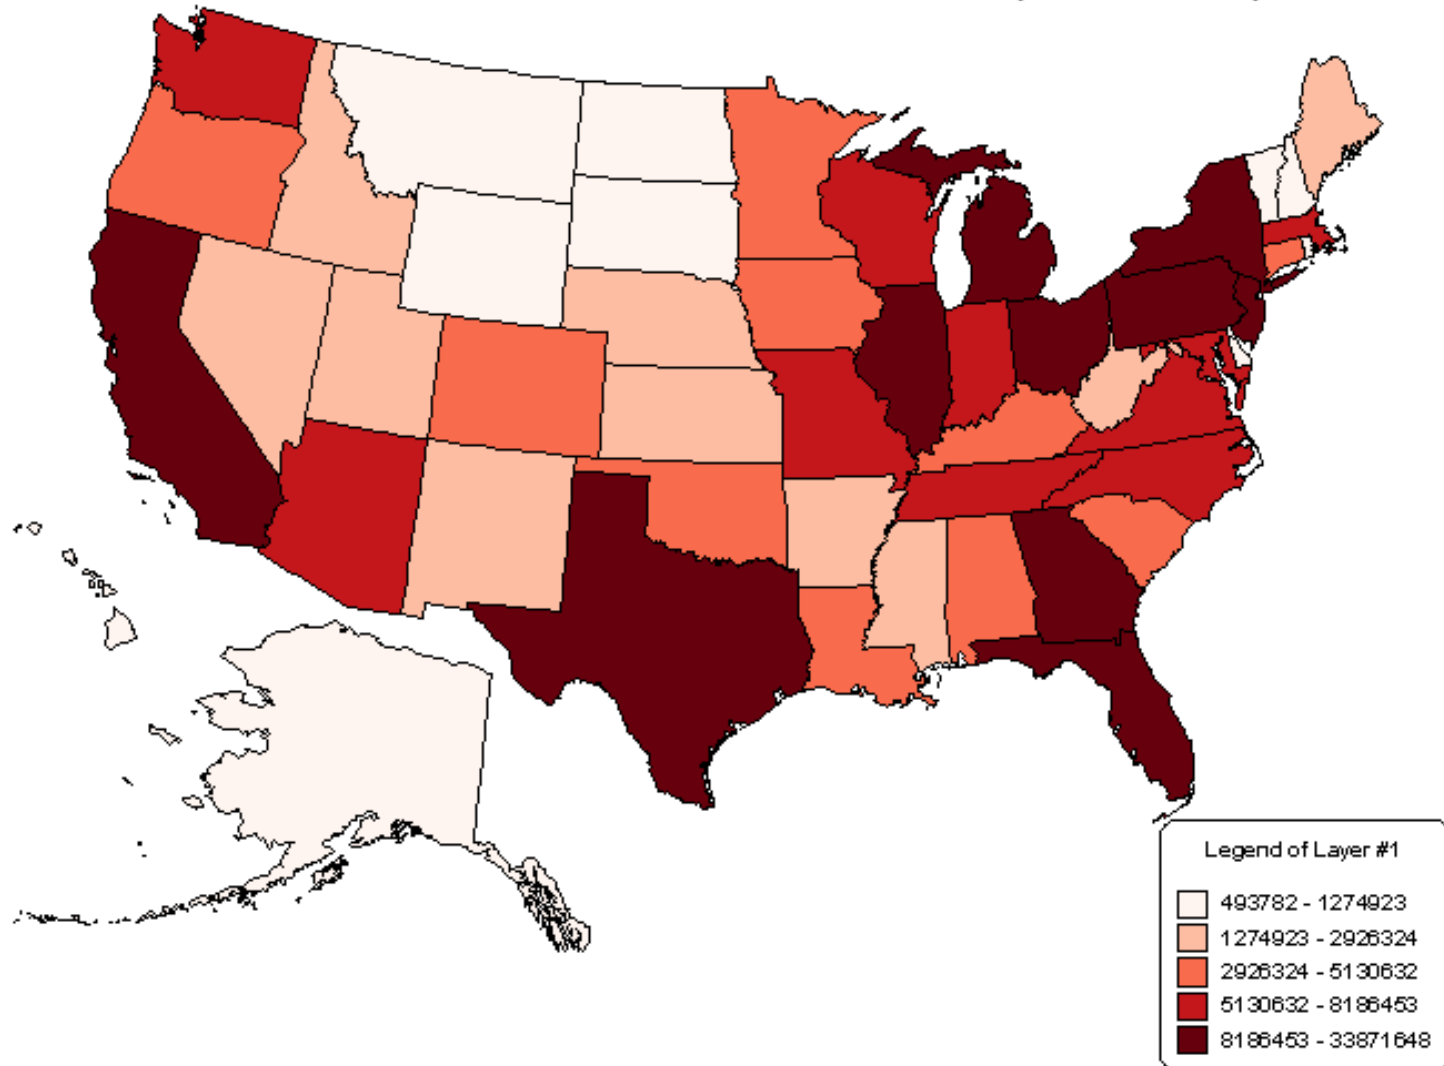 Legend of Layer #1
493782 - 1274923
1274923 - 2926324
2926324 - 5130632
5130632 - 8186453
8186453 - 33871648